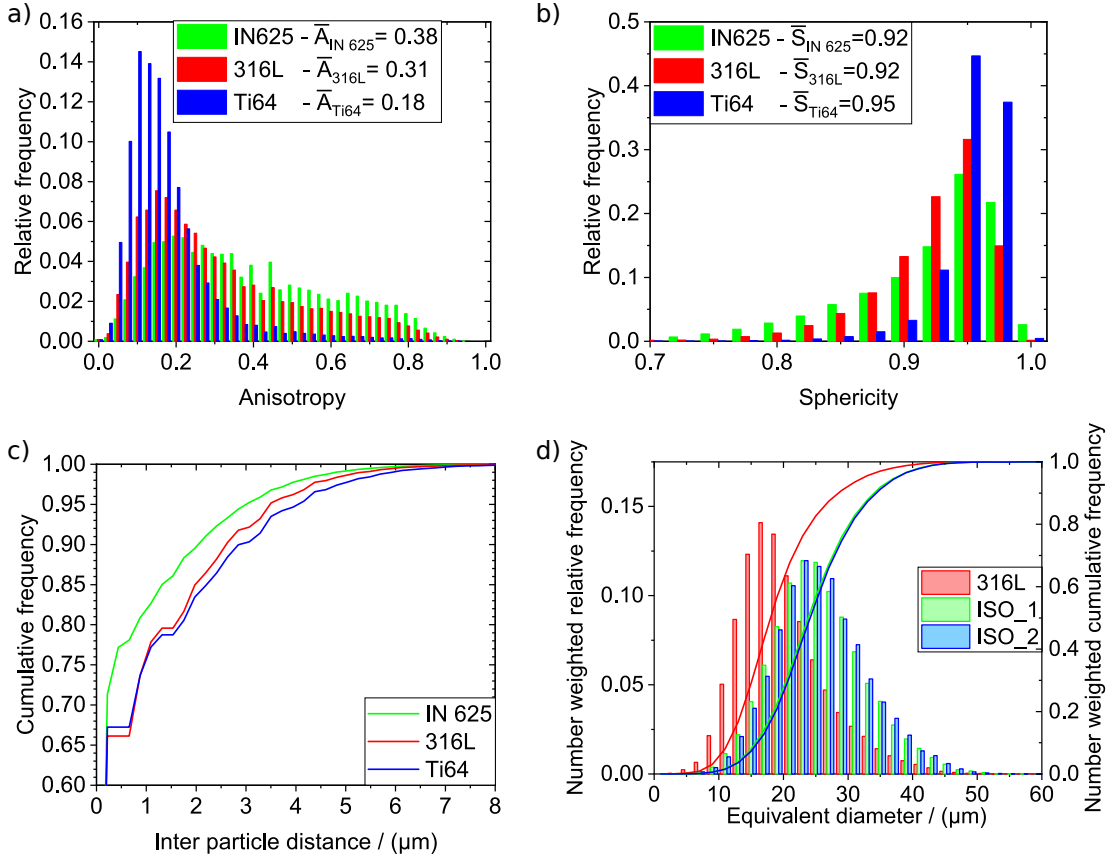 a)
0.16
0.14
0.12
0.10
0.08
0.06
0.04
0.02
0.00
Relative frequency
IN625 - A̅IN 625= 0.38
316L - A̅316L= 0.31
Ti64 - A̅Ti64= 0.18
0.0 0.2 0.4 0.6 0.8 1.0
Anisotropy
b)
0.5
0.4
0.3
0.2
0.1
0.0
Relative frequency
IN625 - S̅IN 625=0.92
316L - S̅316L=0.92
Ti64 - S̅Ti64=0.95
0.7 0.8 0.9 1.0
Sphericity
c)
1.00
0.95
0.90
0.85
0.80
0.75
0.70
0.65
0.60
Cumulative frequency
IN 625
316L
Ti64
0 1 2 3 4 5 6 7 8
Inter particle distance / (µm)
d)
0.15
0.10
0.05
0.00
Number weighted relative frequency
316L
ISO_1
ISO_2
1.0
0.8
0.6
0.4
0.2
0.0
Number weighted cumulative frequency
0 10 20 30 40 50 60
Equivalent diameter / (µm)